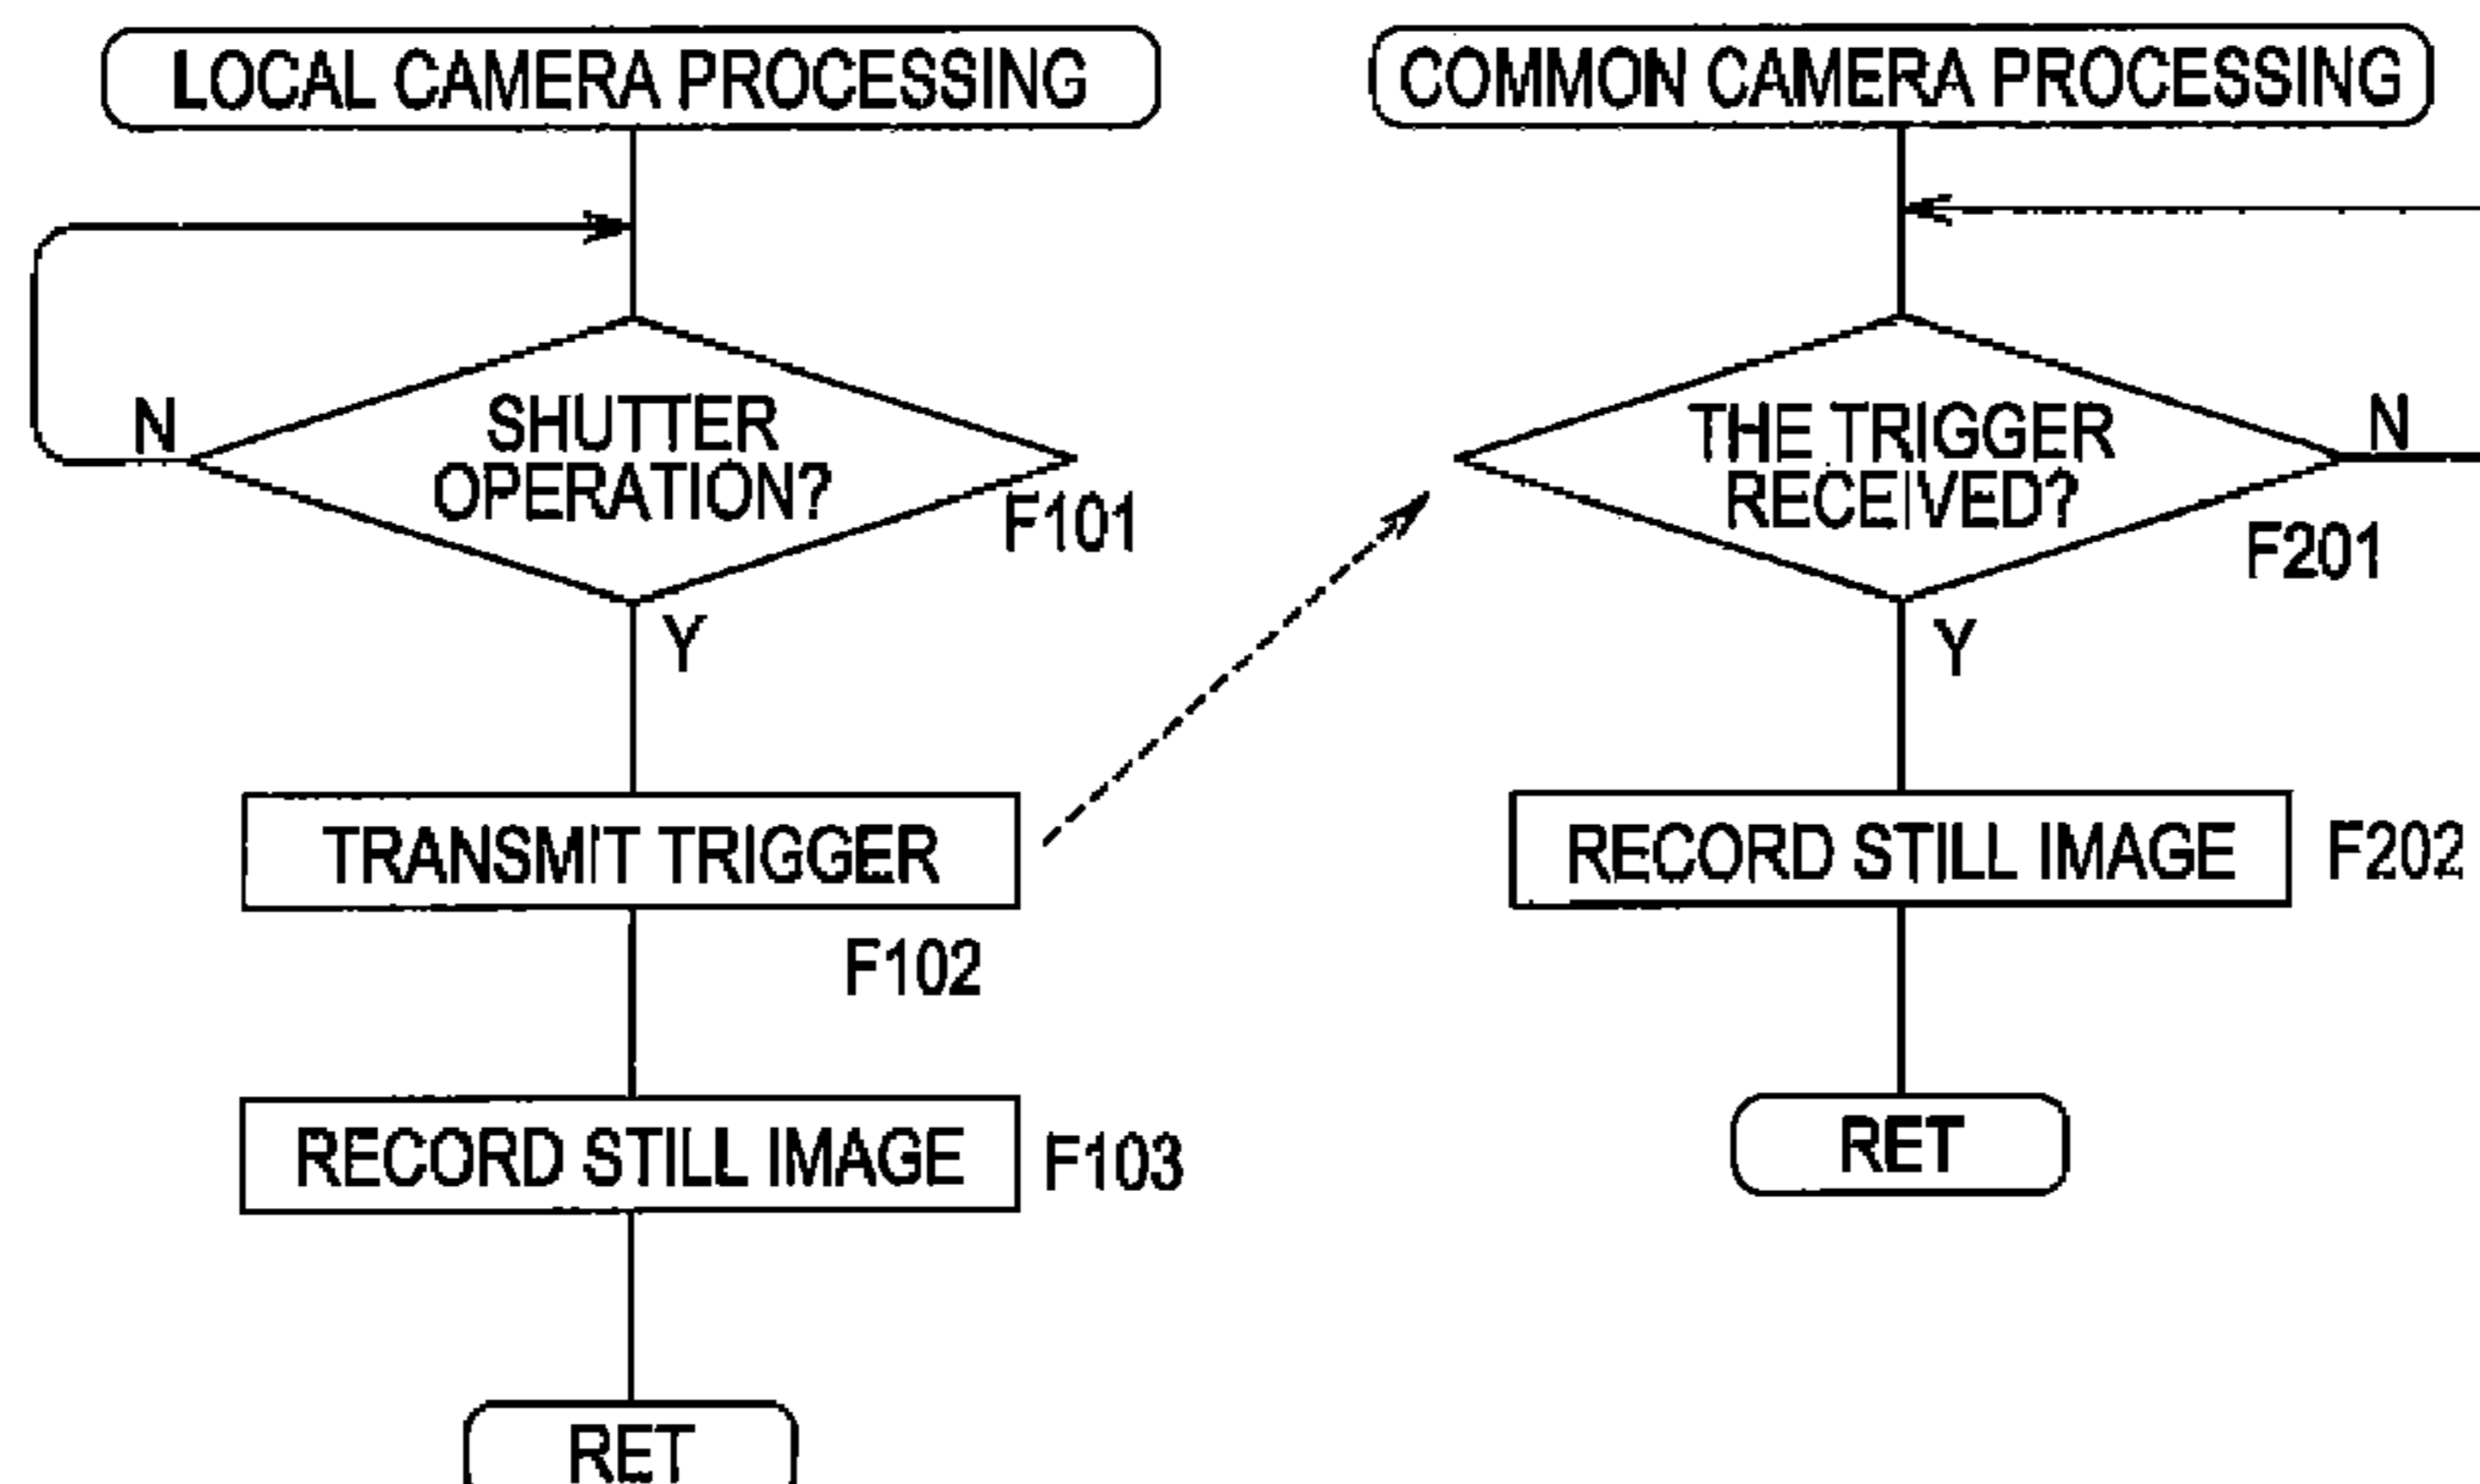 LOCAL CAMERA PROCESSING
N
SHUTTER
OPERATION?
F101
Y
TRANSMIT TRIGGER
F102
RECORD STILL IMAGE
F103
RET
COMMON CAMERA PROCESSING
THE TRIGGER
RECEIVED?
N
F201
Y
RECORD STILL IMAGE
F202
RET